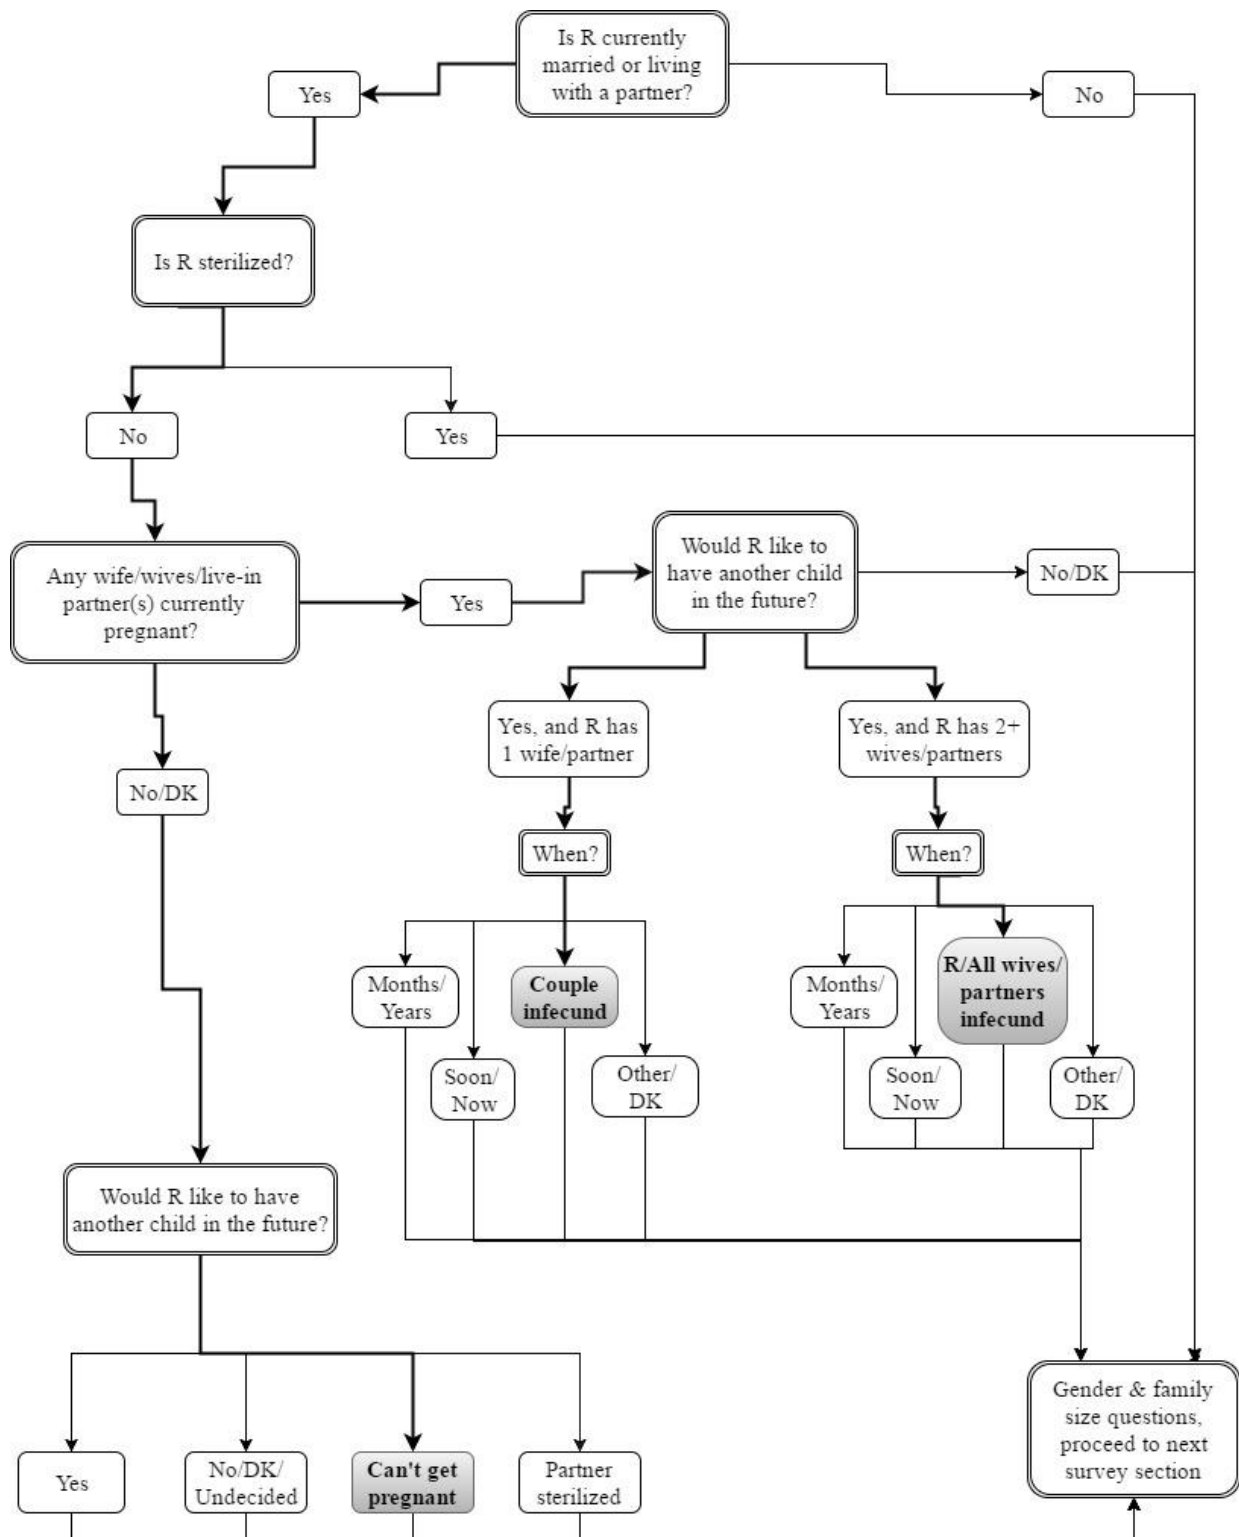 Is R currently
married or living
with a partner?
Yes
No
Is R sterilized?
No
Yes
Any wife/wives/live-in
partner(s) currently
pregnant?
Yes
Would R like to
have another child
in the future?
No/DK
Yes, and R has
1 wife/partner
Yes, and R has 2+
wives/partners
No/DK
When?
When?
Months/
Years
Couple
infecund
Soon/
Now
Other/
DK
Months/
Years
R/All wives/
partners
infecund
Soon/
Now
Other/
DK
Would R like to have
another child in the future?
Gender & family
size questions,
proceed to next
survey section
Yes
No/DK/
Undecided
Can't get
pregnant
Partner
sterilized